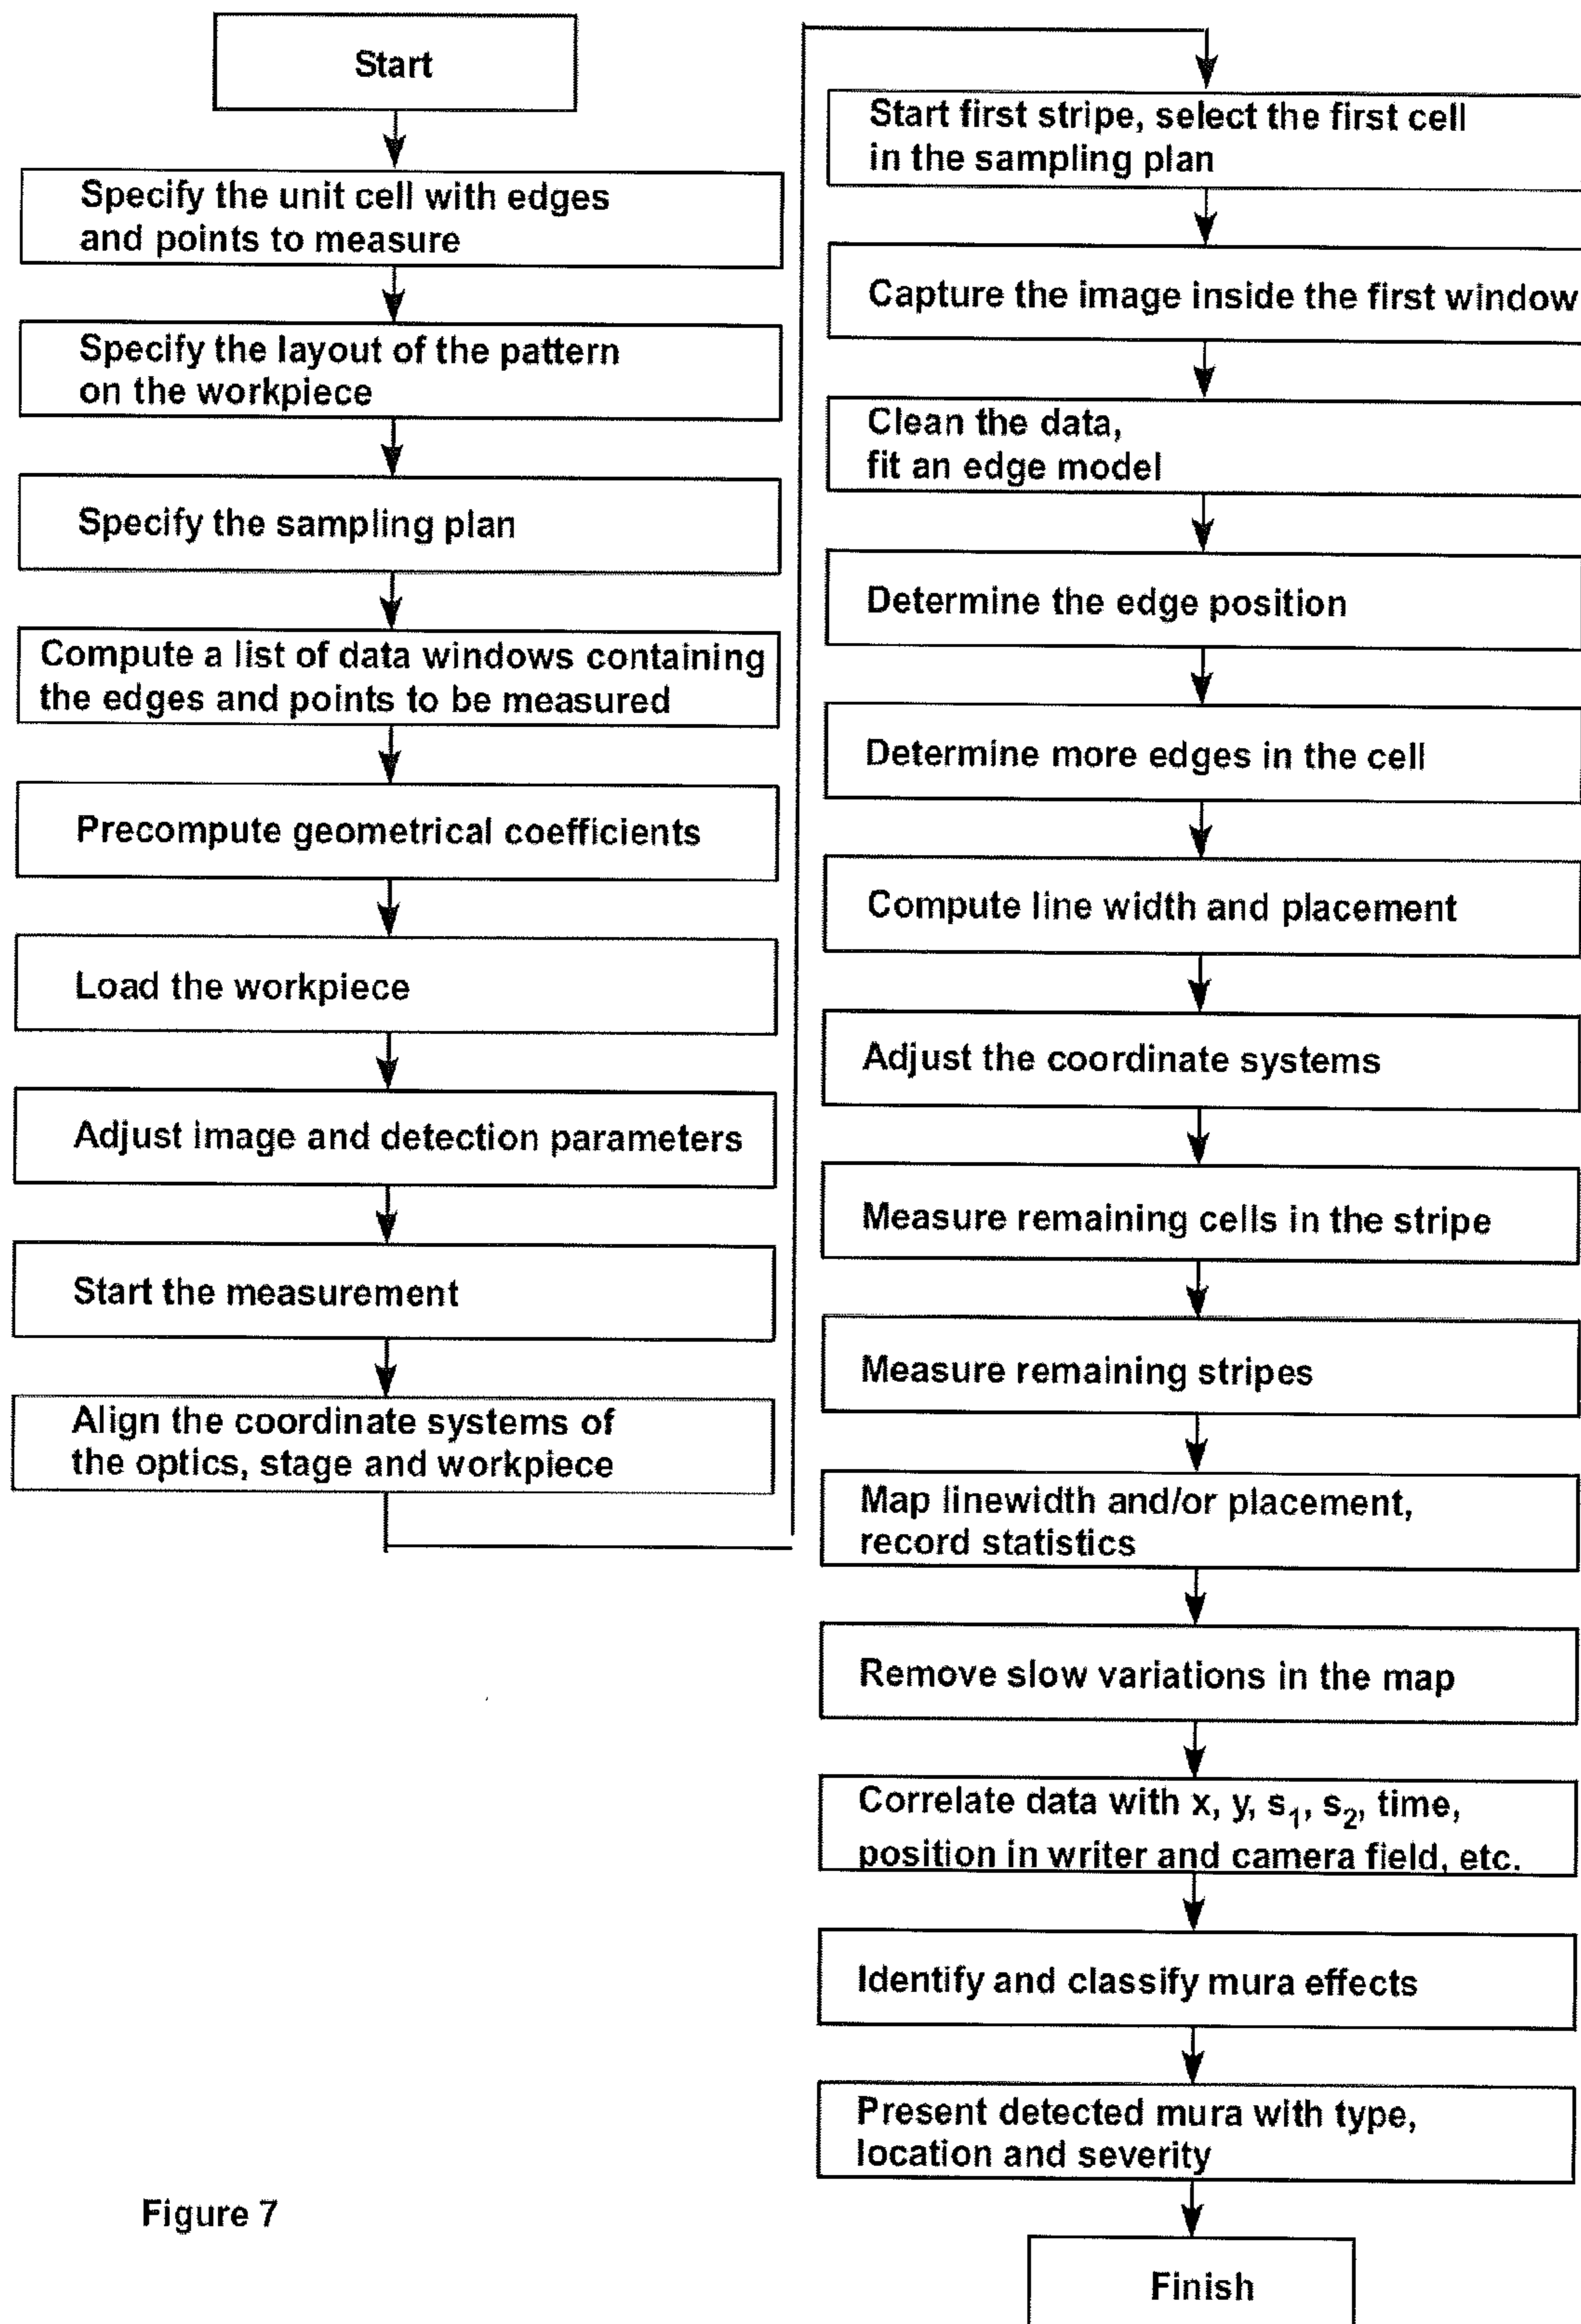 Start
Specify the unit cell with edges
and points to measure
Specify the layout of the pattern
on the workpiece
Specify the sampling plan
Compute a list of data windows containing
the edges and points to be measured
Precompute geometrical coefficients
Load the workpiece
Adjust image and detection parameters
Start the measurement
Align the coordinate systems of
the optics, stage and workpiece
Start first stripe, select the first cell
in the sampling plan
Capture the image inside the first window
Clean the data,
fit an edge model
Determine the edge position
Determine more edges in the cell
Compute line width and placement
Adjust the coordinate systems
Measure remaining cells in the stripe
Measure remaining stripes
Map linewidth and/or placement,
record statistics
Remove slow variations in the map
Correlate data with x, y, s₁, s₂, time,
position in writer and camera field, etc.
Identify and classify mura effects
Present detected mura with type,
location and severity
Finish
Figure 7